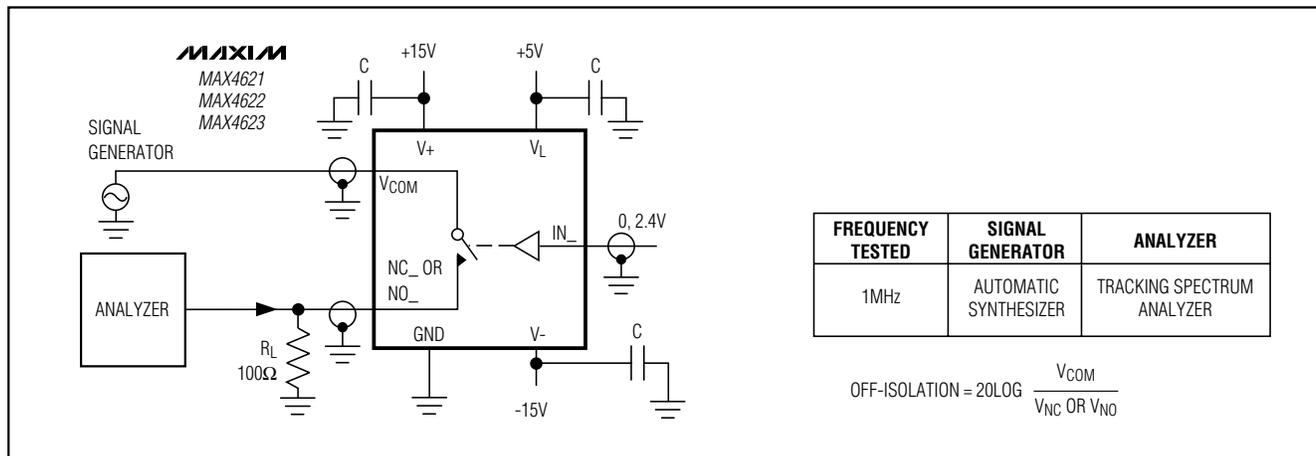 MAXIM
MAX4621
MAX4622
MAX4623
+15V
+5V
C
C
SIGNAL
GENERATOR
V+
VL
VCOM
0, 2.4V
IN_
NC_ OR
NO_
ANALYZER
GND
V-
C
RL
100Ω
-15V
FREQUENCY
TESTED
SIGNAL
GENERATOR
ANALYZER
1MHz
AUTOMATIC
SYNTHESIZER
TRACKING SPECTRUM
ANALYZER
OFF-ISOLATION = 20LOG VCOM
VNC OR VNO